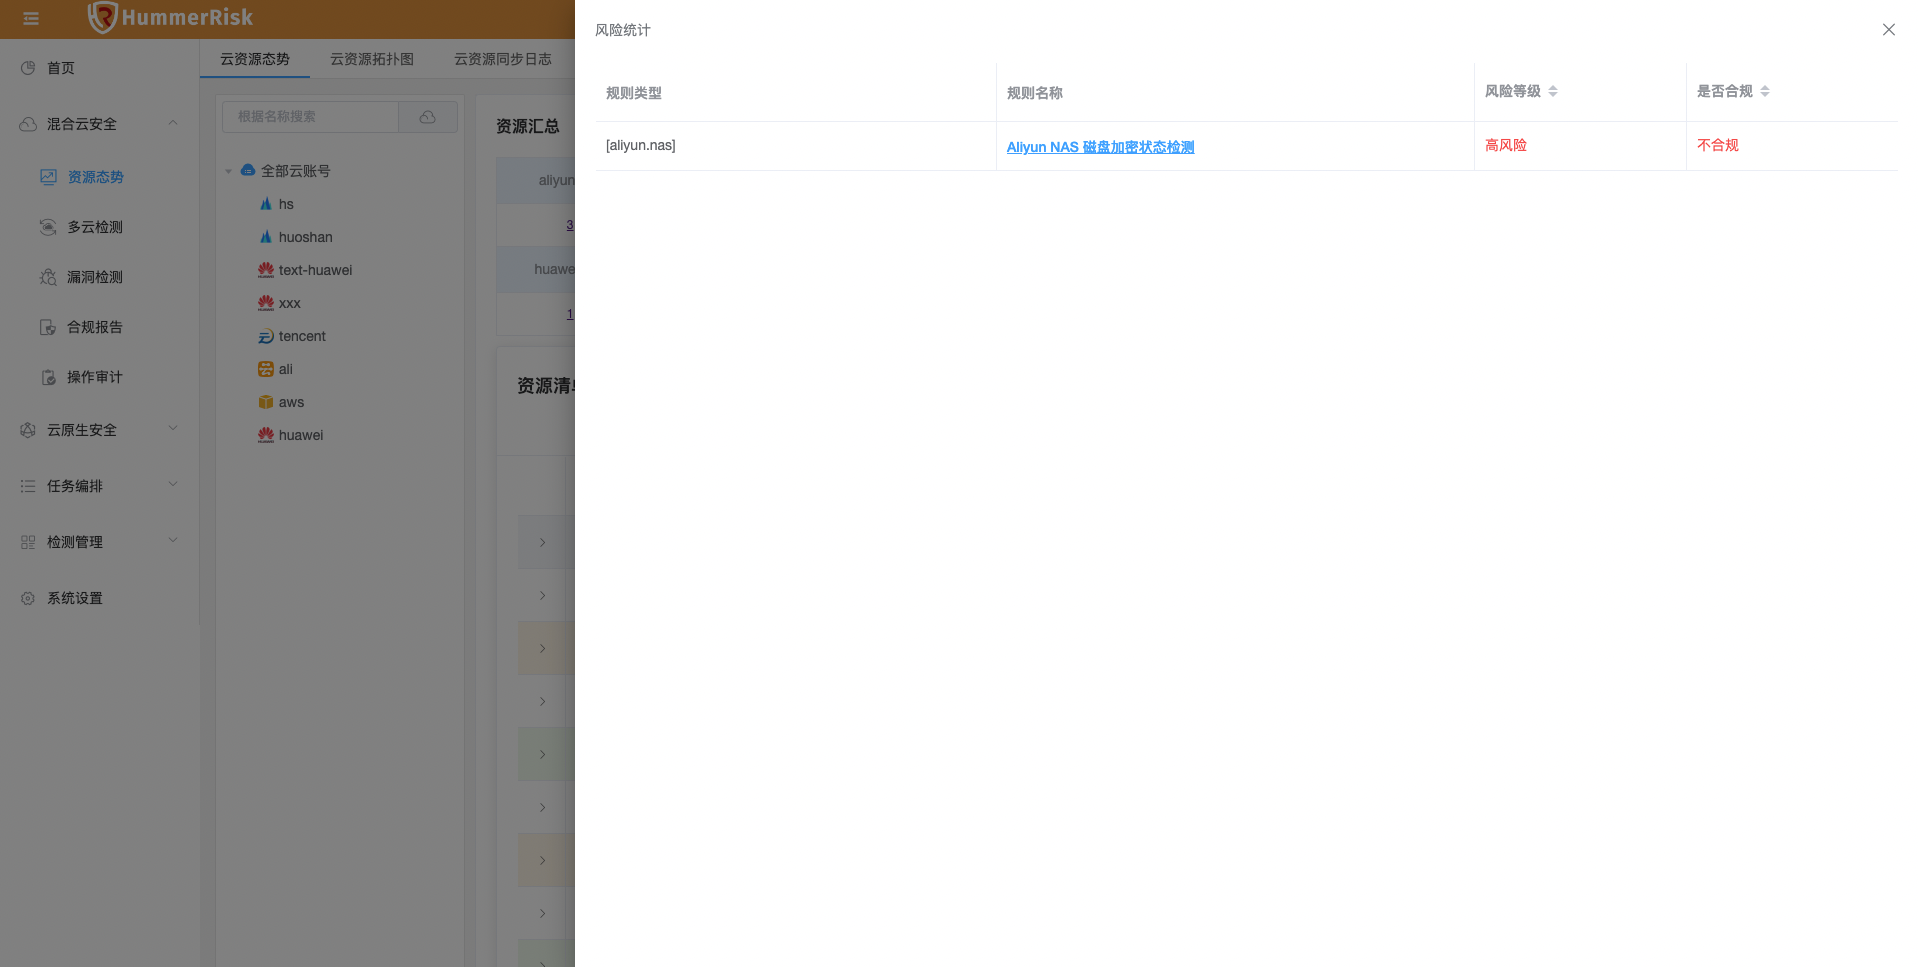 HummerRisk
首页
混合云安全
资源态势
多云检测
漏洞检测
合规报告
操作审计
云原生安全
任务编排
检测管理
系统设置
云资源态势
云资源拓扑图
云资源同步日志
根据名称搜索
全部云账号
hs
huoshan
text-huawei
xxx
tencent
ali
aws
huawei
资源汇总
aliyun
3
huawe
1
资源清
风险统计
规则类型
规则名称
风险等级
是否合规
[aliyun.nas]
Aliyun NAS 磁盘加密状态检测
高风险
不合规